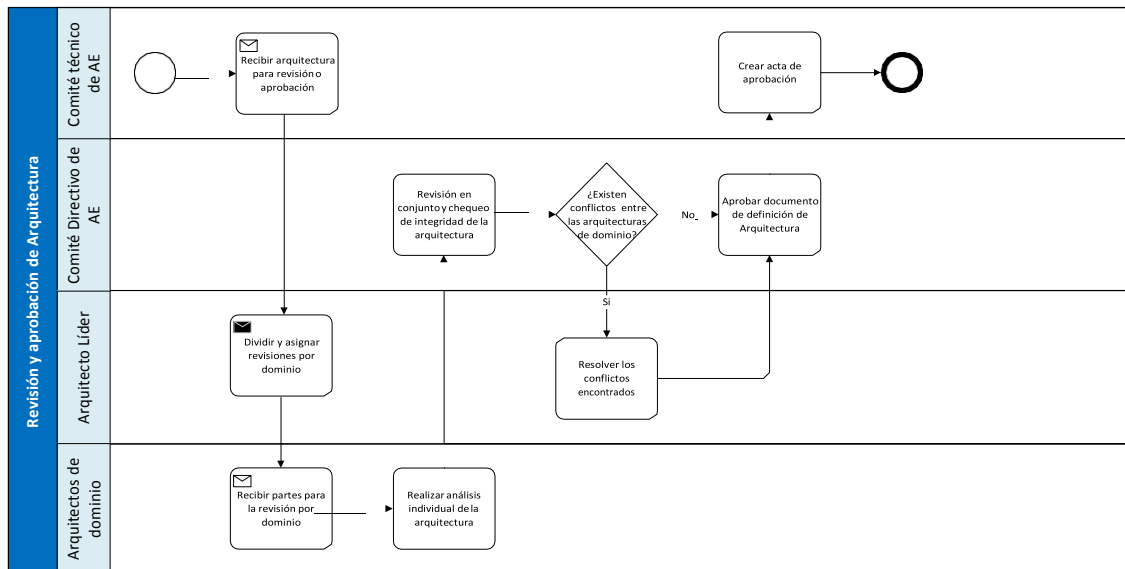 Revisión y aprobación de Arquitectura
Comité técnico
de AE
Recibir arquitectura
para revisión o
aprobación
Crear acta de
aprobación
Comité Directivo de
AE
Revisión en
conjunto y chequeo
de integridad de la
arquitectura
¿Existen
conflictos entre
las arquitecturas
de dominio?
No
Aprobar documento
de definición de
Arquitectura
Si
Arquitecto Líder
Dividir y asignar
revisiones por
dominio
Resolver los
conflictos
encontrados
Arquitectos de
dominio
Recibir partes para
la revisión por
dominio
Realizar análisis
individual de la
arquitectura